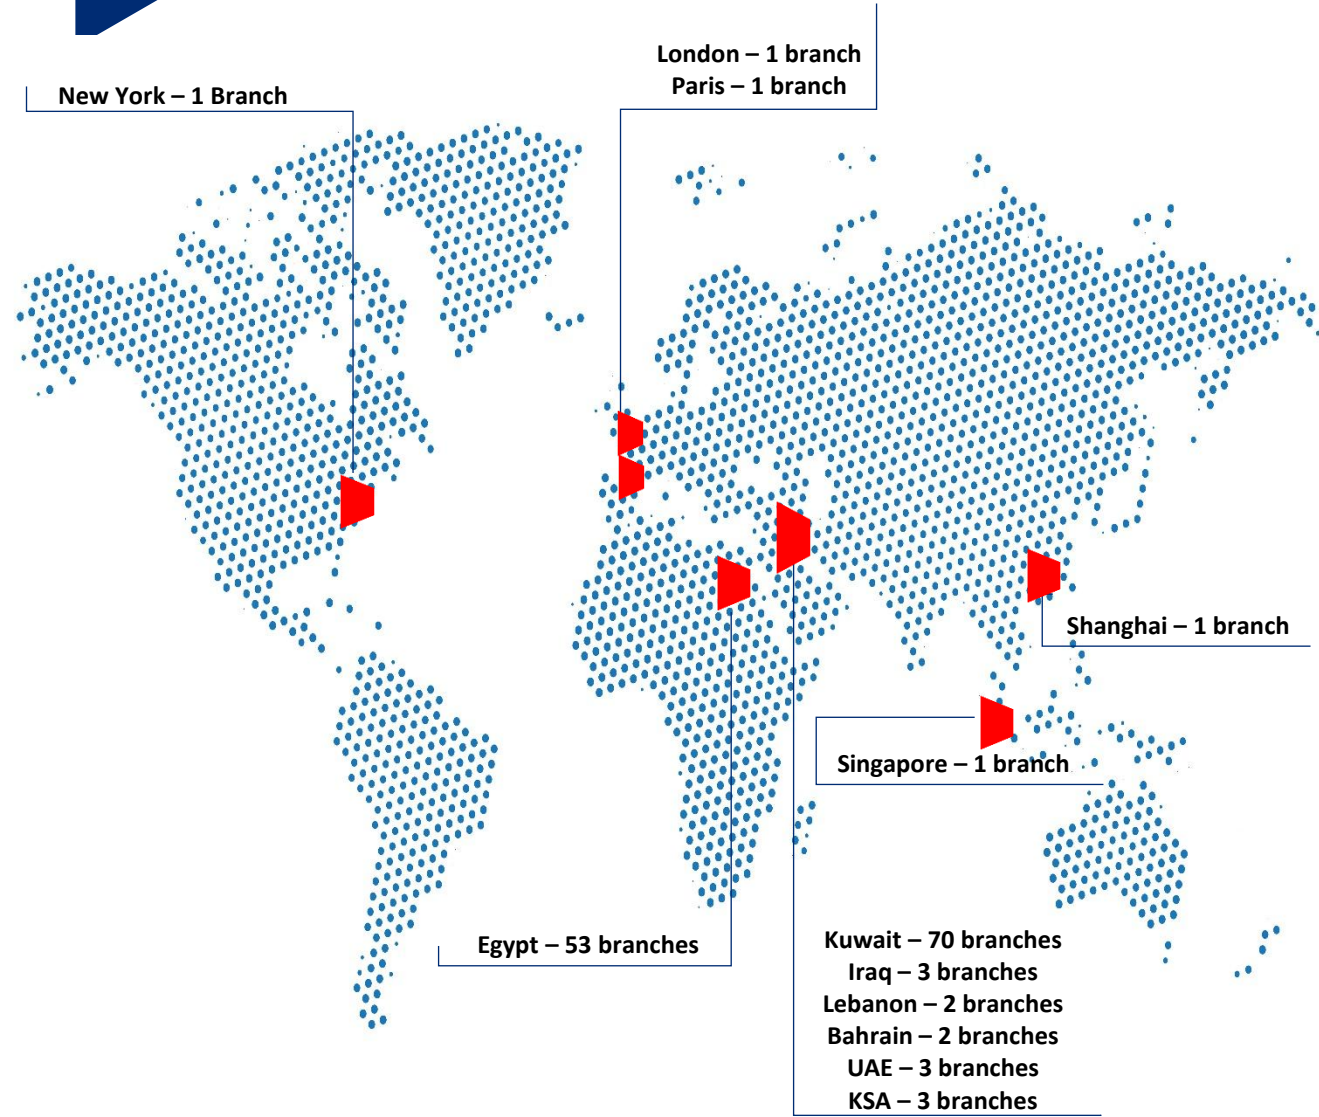 London – 1 branch
Paris – 1 branch
New York – 1 Branch
Shanghai – 1 branch
Singapore – 1 branch
Egypt – 53 branches
Kuwait – 70 branches
Iraq – 3 branches
Lebanon – 2 branches
Bahrain – 2 branches
UAE – 3 branches
KSA – 3 branches